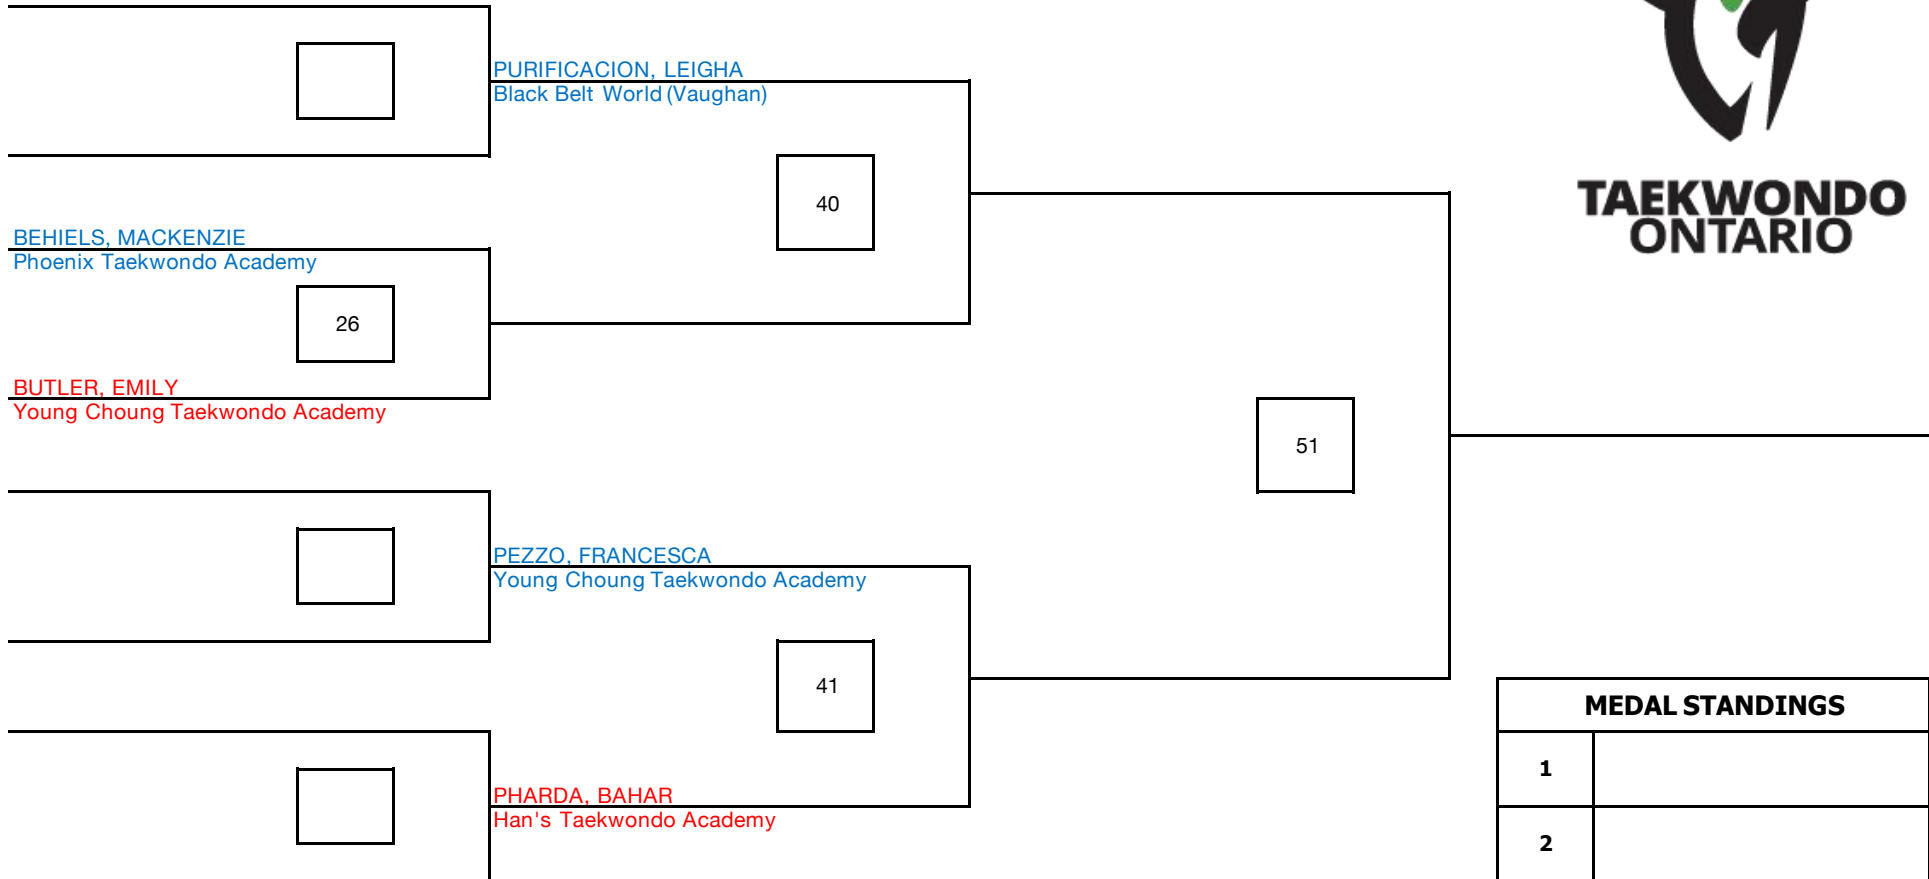 PURIFICACION, LEIGHA
Black Belt World (Vaughan)
40
TAEKWONDO
ONTARIO
BEHIELS, MACKENZIE
Phoenix Taekwondo Academy
26
BUTLER, EMILY
Young Choung Taekwondo Academy
51
PEZZO, FRANCESCA
Young Choung Taekwondo Academy
41
PHARDA, BAHAR
Han's Taekwondo Academy
MEDAL STANDINGS
1
2